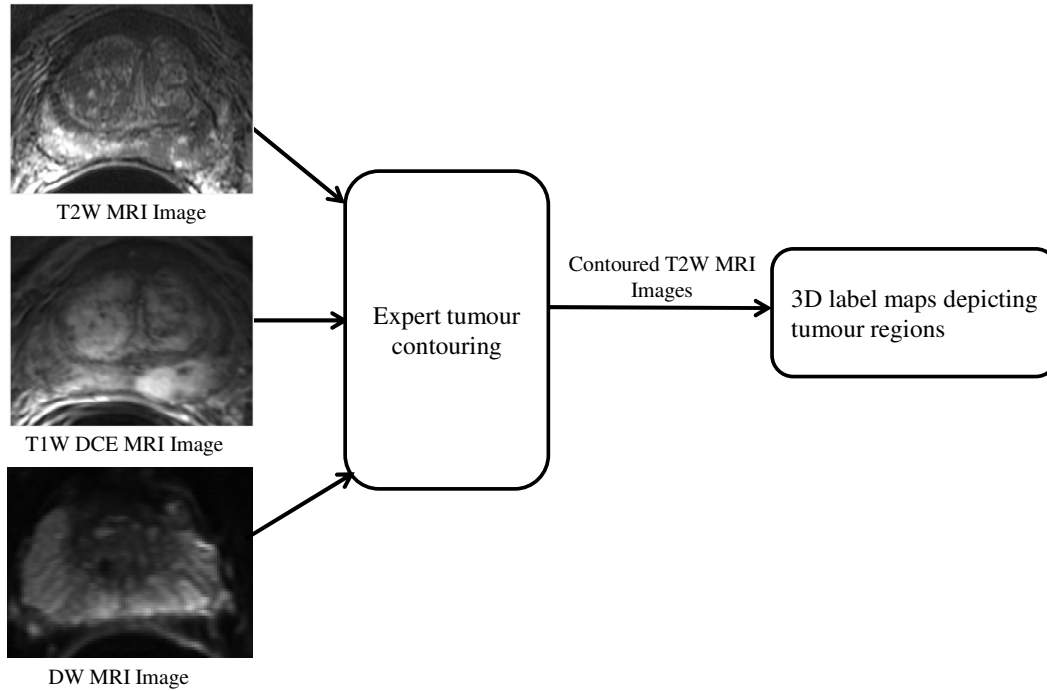 T2W MRI Image
T1W DCE MRI Image
DW MRI Image
Expert tumour
contouring
Contoured T2W MRI
Images
3D label maps depicting
tumour regions